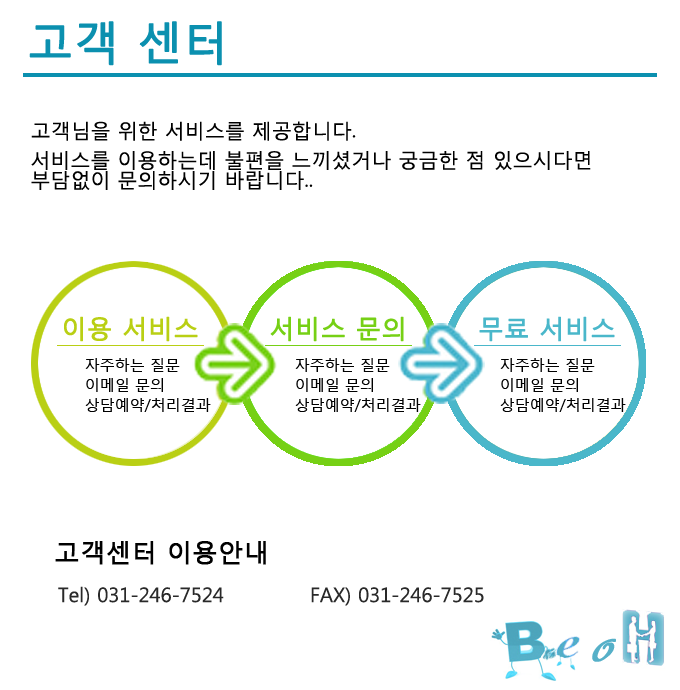 고객 센터
고객님을 위한 서비스를 제공합니다.
서비스를 이용하는데 불편을 느끼셨거나 궁금한 점 있으시다면
부담없이 문의하시기 바랍니다..
이용 서비스
자주하는 질문
이메일 문의
상담예약/처리결과
서비스 문의
자주하는 질문
이메일 문의
상담예약/처리결과
무료 서비스
자주하는 질문
이메일 문의
상담예약/처리결과
고객센터 이용안내
Tel) 031-246-7524 FAX) 031-246-7525
BeoH